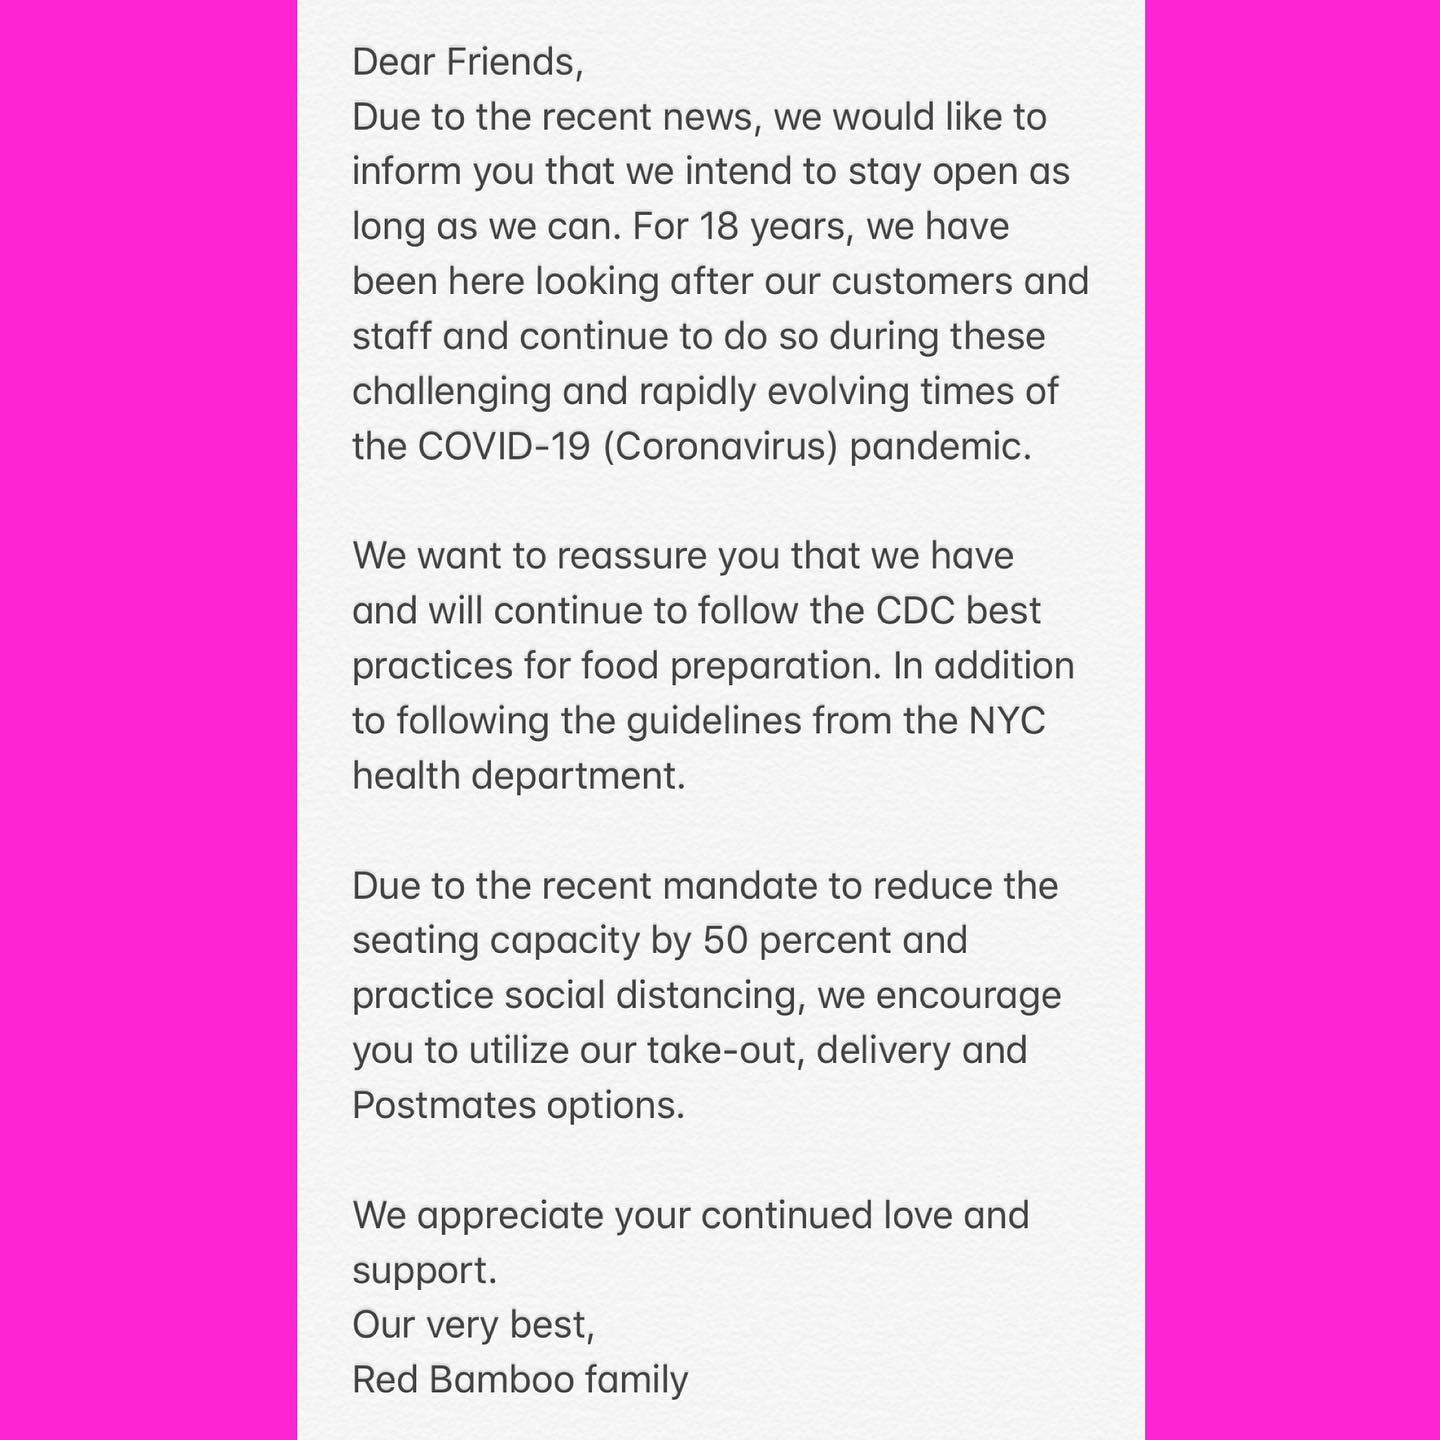 Dear Friends,
Due to the recent news, we would like to
inform you that we intend to stay open as
long as we can. For 18 years, we have
been here looking after our customers and
staff and continue to do so during these
challenging and rapidly evolving times of
the COVID-19 (Coronavirus) pandemic.
We want to reassure you that we have
and will continue to follow the CDC best
practices for food preparation. In addition
to following the guidelines from the NYC
health department.
Due to the recent mandate to reduce the
seating capacity by 50 percent and
practice social distancing, we encourage
you to utilize our take-out, delivery and
Postmates options.
We appreciate your continued love and
support.
Our very best,
Red Bamboo family